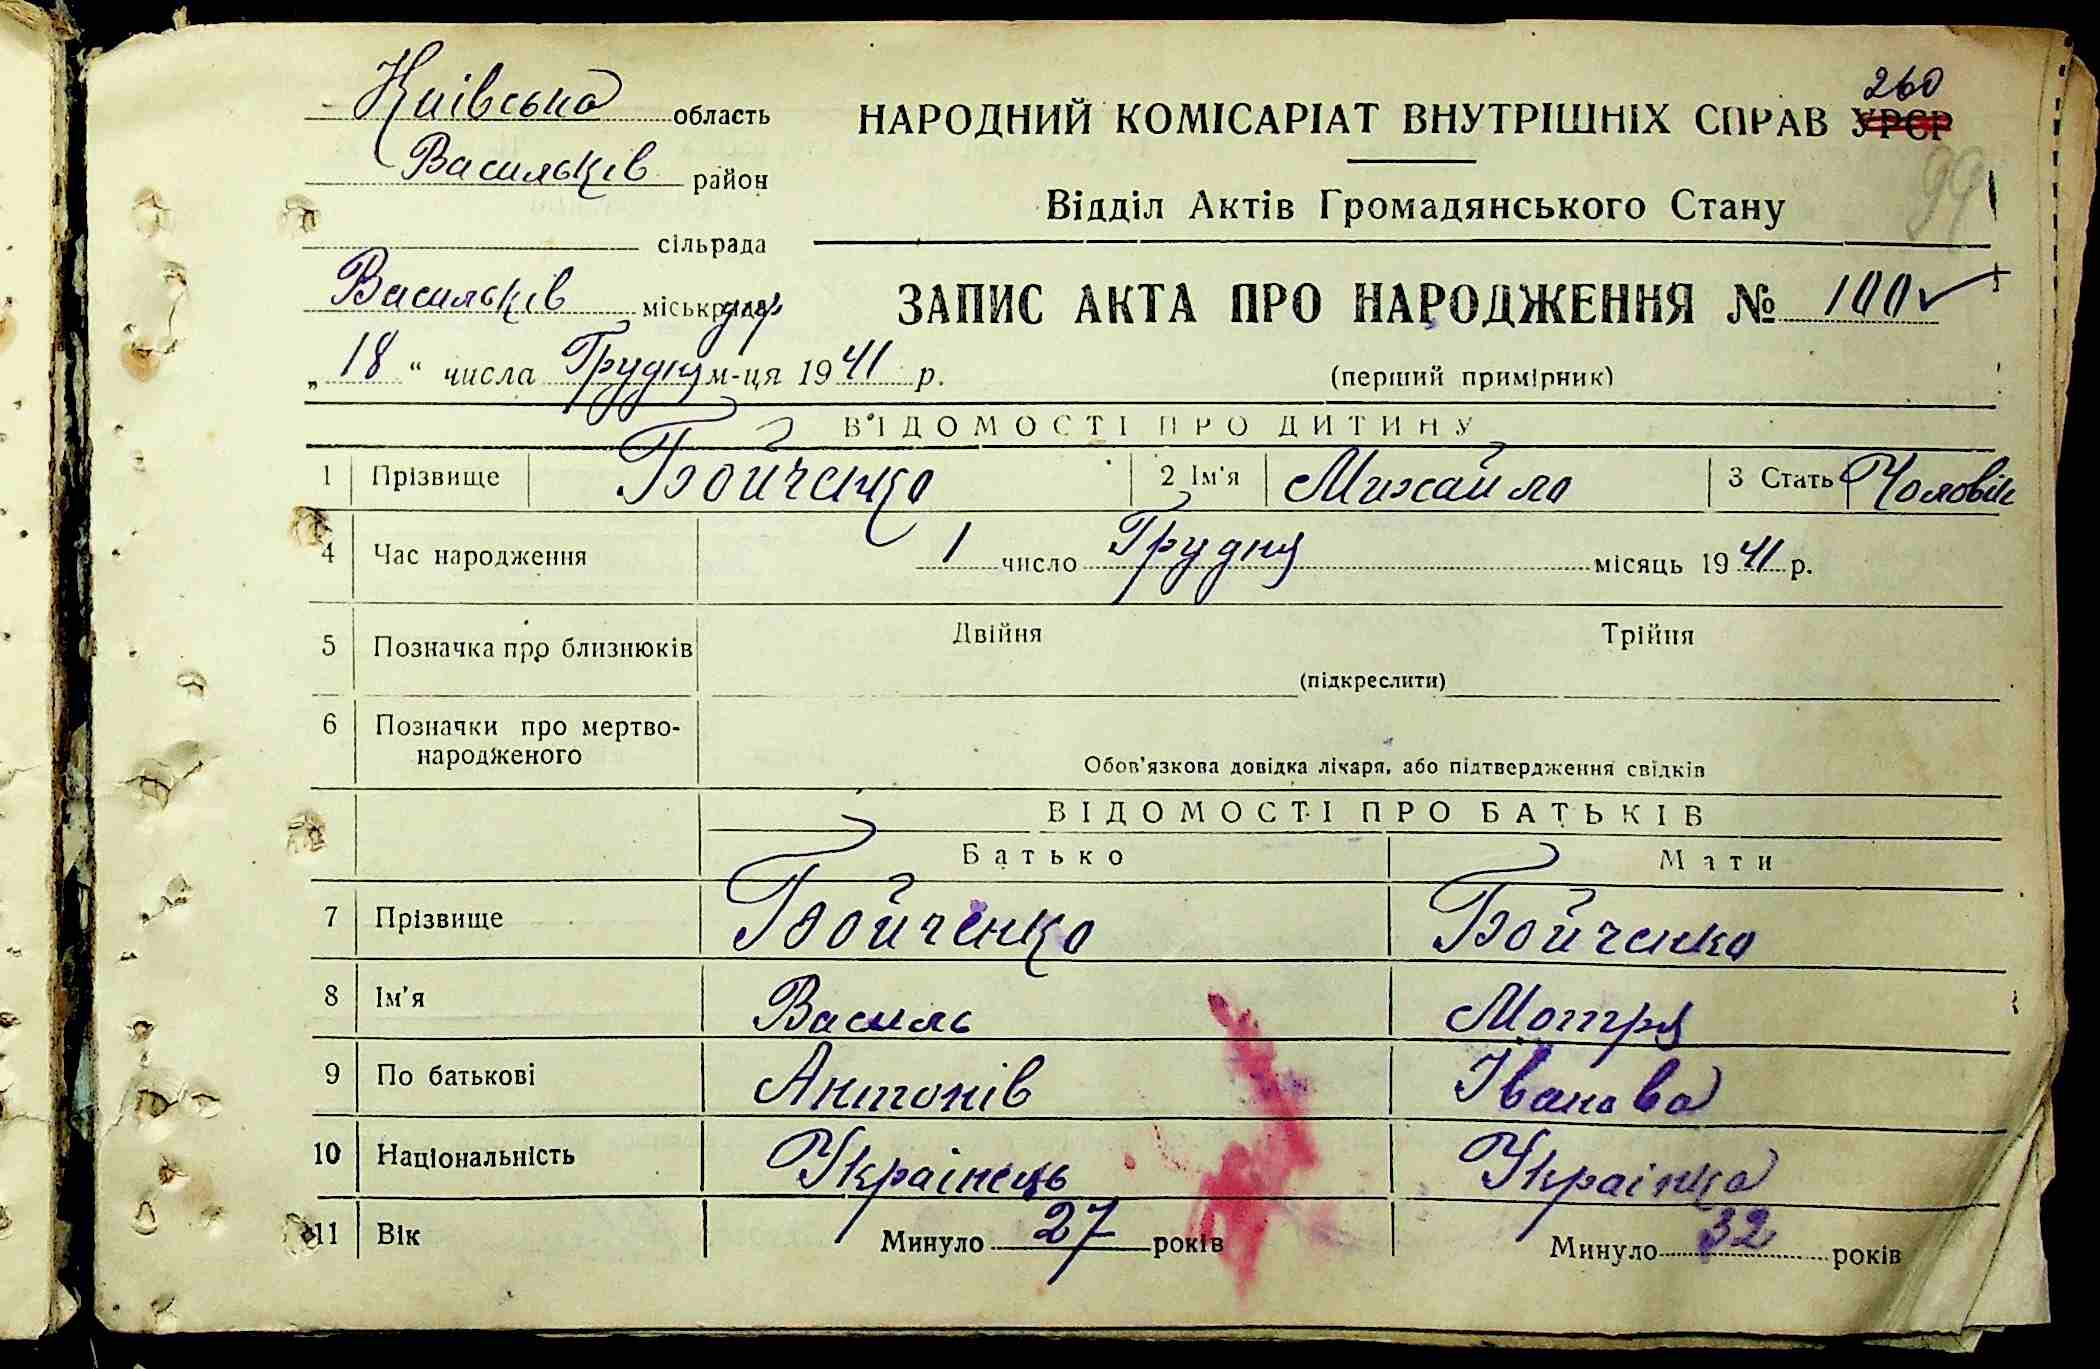 260
Київська область НАРОДНИЙ КОМІСАРІАТ ВНУТРІШНІХ СПРАВ УРСР
Васильків район
99
Відділ Актів Громадянського Стану
сільрада
Васильків міськ
ЗАПИС АКТА ПРО НАРОДЖЕННЯ № 100
„18“ числа Грудня м-ця 1941 р.
(перший примірник)
ВІДОМОСТІ ПРО ДИТИНУ
1 Прізвище Бойченко 2 Ім'я Михайло 3 Стать Чоловік
4 Час народження 1 число Грудня місяць 1941 р.
5 Позначка про близнюків Двійня Трійня
(підкреслити)
6 Позначки про мертво-
народженого
Обов'язкова довідка лікаря, або підтвердження свідків
ВІДОМОСТІ ПРО БАТЬКІВ
Батько Мати
7 Прізвище Бойченко Бойченко
8 Ім'я Василь Мотря
9 По батькові Антонів Іванова
10 Національність Українець Українка
11 Вік Минуло 27 років Минуло 32 років